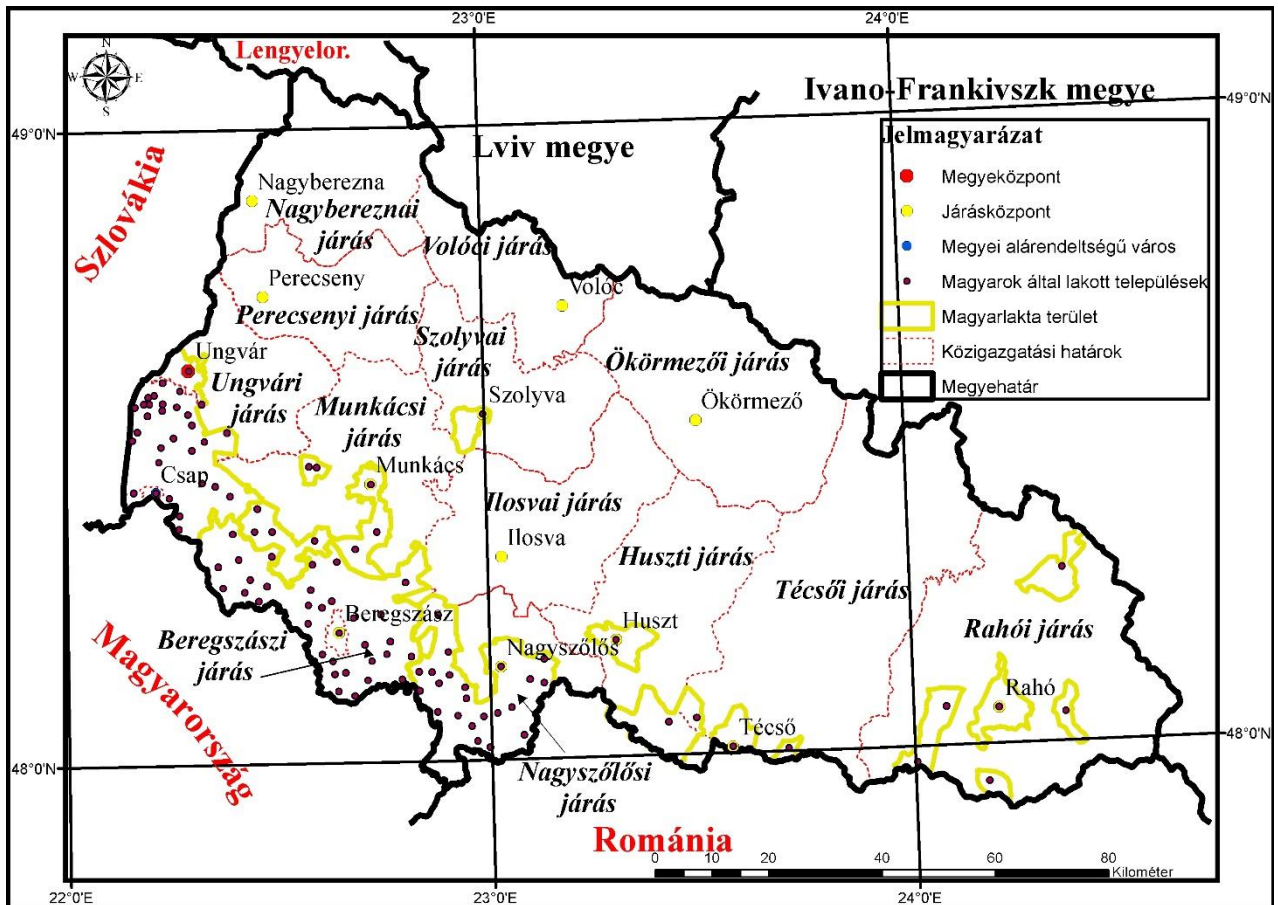 23°0'E
24°0'E
N
W
E
S
Lengyelor.
Ivano-Frankivszk megye
49°0'N
49°0'N
Lviv megye
Szlovákia
Jelmagyarázat
Megyeközpont
Járásközpont
Megyei alárendeltségű város
Magyarok által lakott települések
Magyarlakta terület
Közigazgatási határok
Megyehatár
Nagyberezna
Nagybereznai
járás
Volóci járás
Perecseny
Volóc
Perecsenyi járás
Szolyvai
járás
Ungvár
Ungvári
járás
Ökörmezői járás
Munkácsi
járás
Szolyva
Ökörmező
Csap
Munkács
Ilosvai járás
Ilosva
Huszti járás
Técsői járás
Rahói járás
Beregszász
Huszt
Beregszászi
járás
Nagyszőlős
Rahó
Técső
Magyarország
48°0'N
48°0'N
Nagyszőlősi
járás
Románia
0 10 20 40 60 80
Kilométer
22°0'E
23°0'E
24°0'E